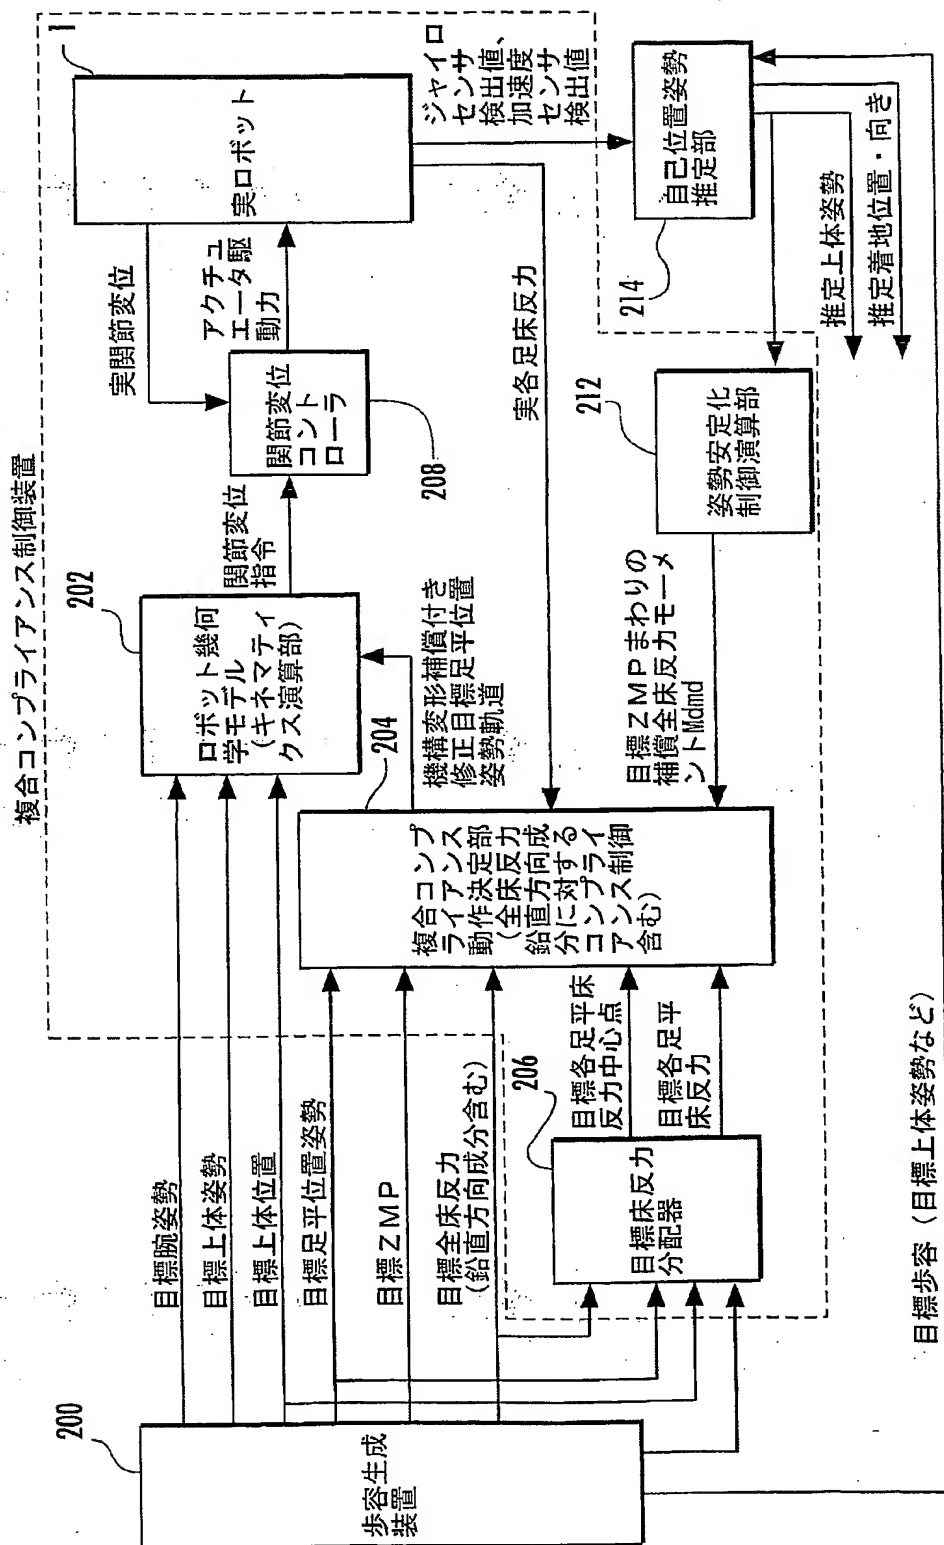 複合コンプライアンス制御装置
200
歩容生成
装置
目標腕姿勢
目標上体姿勢
目標上体位置
目標足平位置姿勢
目標ZMP
目標全床反力
(鉛直方向成分含む)
202
ロボット幾何
学モデル
(キネマティ
クス演算部)
関節変位
指令
208
関節変位
コント
ローラ
実関節変位
アクチュ
エータ駆
動力
1
実ロボット
ジャイロ
センサ
検出値、
加速度
センサ
検出値
204
複合コンプ
ライアンス
動作決定部
(全床反力
鉛直方向成
分に対する
コンプライ
アンス制御
含む)
機構変形補償付き
修正目標足平位置
姿勢軌道
実各足床反力
206
目標床反力
分配器
目標各足平床
反力中心点
目標各足平
床反力
目標ZMPまわりの
補償全床反力モーメ
ントMdmd
212
姿勢安定化
制御演算部
214
自己位置姿勢
推定部
推定上体姿勢
推定着地位置・向き
目標歩容(目標上体姿勢など)